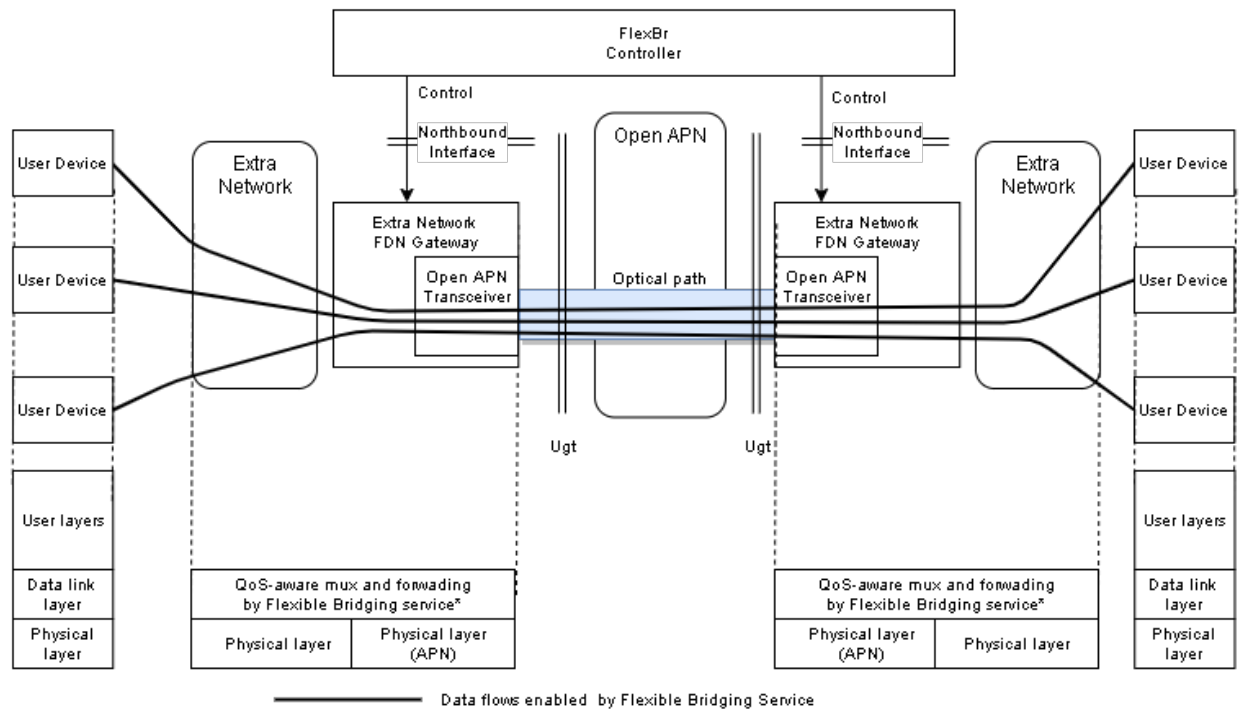 FlexBr
Controller
Control
Control
Northbound
Interface
Open APN
Northbound
Interface
User Device
Extra
Network
Extra
Network
User Device
Extra Network
FDN Gateway
Extra Network
FDN Gateway
User Device
Open APN
Transceiver
Optical path
Open APN
Transceiver
User Device
User Device
User Device
Ugt
Ugt
User layers
User layers
Data link
layer
QoS-aware mux and forwading
by Flexible Bridging service*
QoS-aware mux and forwading
by Flexible Bridging service*
Data link
layer
Physical
layer
Physical layer
Physical layer
(APN)
Physical layer
(APN)
Physical layer
Physical
layer
Data flows enabled by Flexible Bridging Service